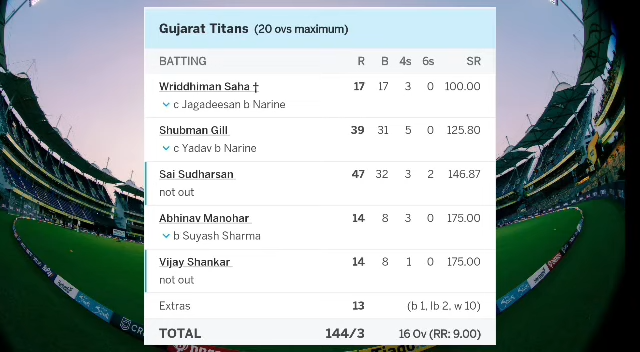 Gujarat Titans (20 ovs maximum)
BATTING R B 4s 6s SR
Wriddhiman Saha † 17 17 3 0 100.00
c Jagadeesan b Narine
Shubman Gill 39 31 5 0 125.80
c Yadav b Narine
Sai Sudharsan 47 32 3 2 146.87
not out
Abhinav Manohar 14 8 3 0 175.00
b Suyash Sharma
Vijay Shankar 14 8 1 0 175.00
not out
Extras 13 (b 1, lb 2, w 10)
TOTAL 144/3 16 Ov (RR: 9.00)